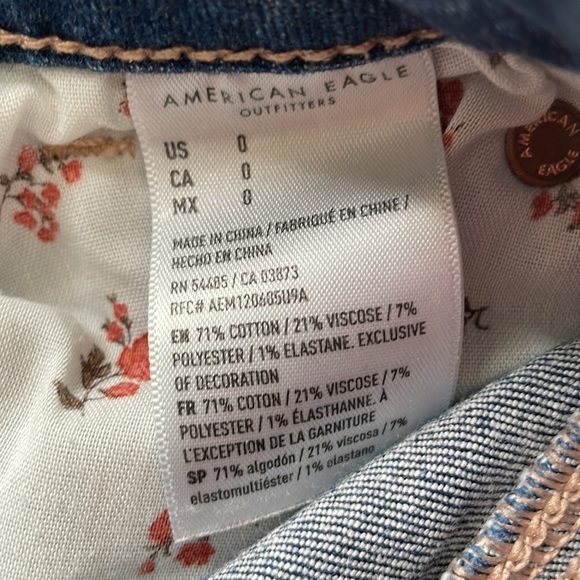 AMERICAN EAGLE
OUTFITTERS
US 0
CA 0
MX 0
MADE IN CHINA / FABRIQUÉ EN CHINE /
HECHO EN CHINA
RN 54485 / CA 03873
RFC# AEM120605U9A
EN 71% COTTON / 21% VISCOSE / 7%
POLYESTER / 1% ELASTANE. EXCLUSIVE
OF DECORATION
FR 71% COTON / 21% VISCOSE / 7%
POLYESTER / 1% ÉLASTHANNE. À
L'EXCEPTION DE LA GARNITURE
SP 71% algodón / 21% viscosa / 7%
elastomultiéster / 1% elastano
AMERICAN
EAGLE